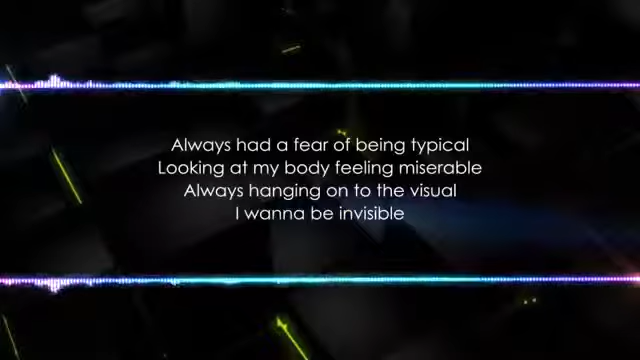 Always had a fear of being typical
Looking at my body feeling miserable
Always hanging on to the visual
I wanna be invisible